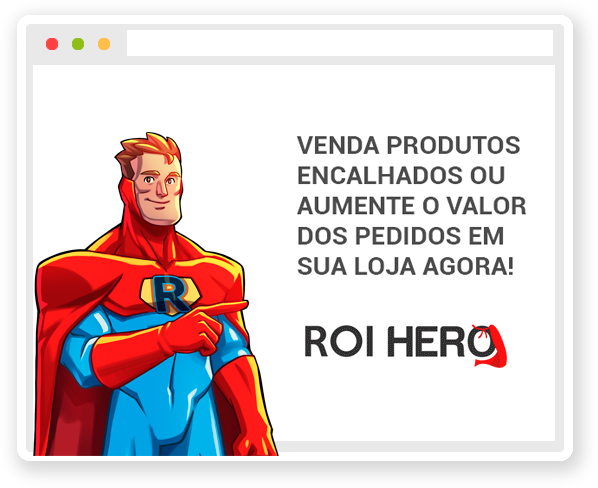 VENDA PRODUTOS
ENCALHADOS OU
AUMENTE O VALOR
DOS PEDIDOS EM
SUA LOJA AGORA!
R
ROI HERO